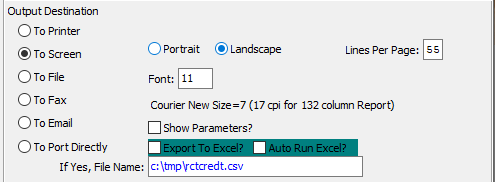 Output Destination
To Printer
To Screen
Portrait Landscape Lines Per Page: 55
To File
Font: 11
To Fax
Courier New Size=7 (17 cpi for 132 column Report)
To Email
Show Parameters?
To Port Directly
Export To Excel? Auto Run Excel?
If Yes, File Name: c:\tmp\rctcredt.csv